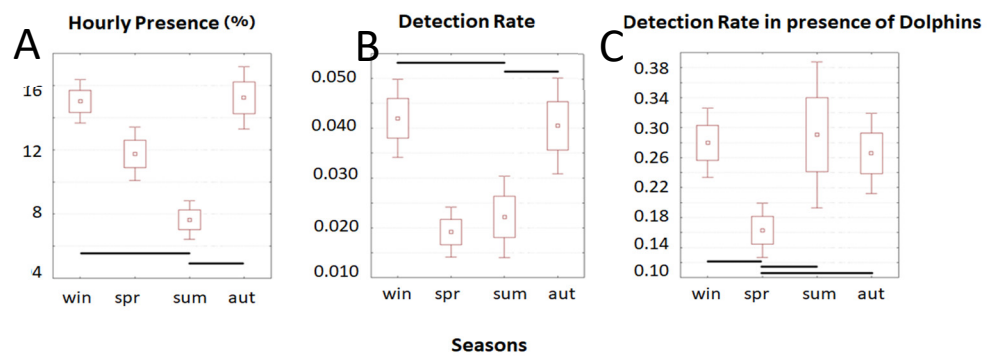 Hourly Presence (%)
Detection Rate
Detection Rate in presence of Dolphins
A
B
C
16
12
8
4
win spr sum aut
0.050
0.040
0.030
0.020
0.010
win spr sum aut
0.38
0.34
0.30
0.26
0.22
0.18
0.14
0.10
win spr sum aut
Seasons